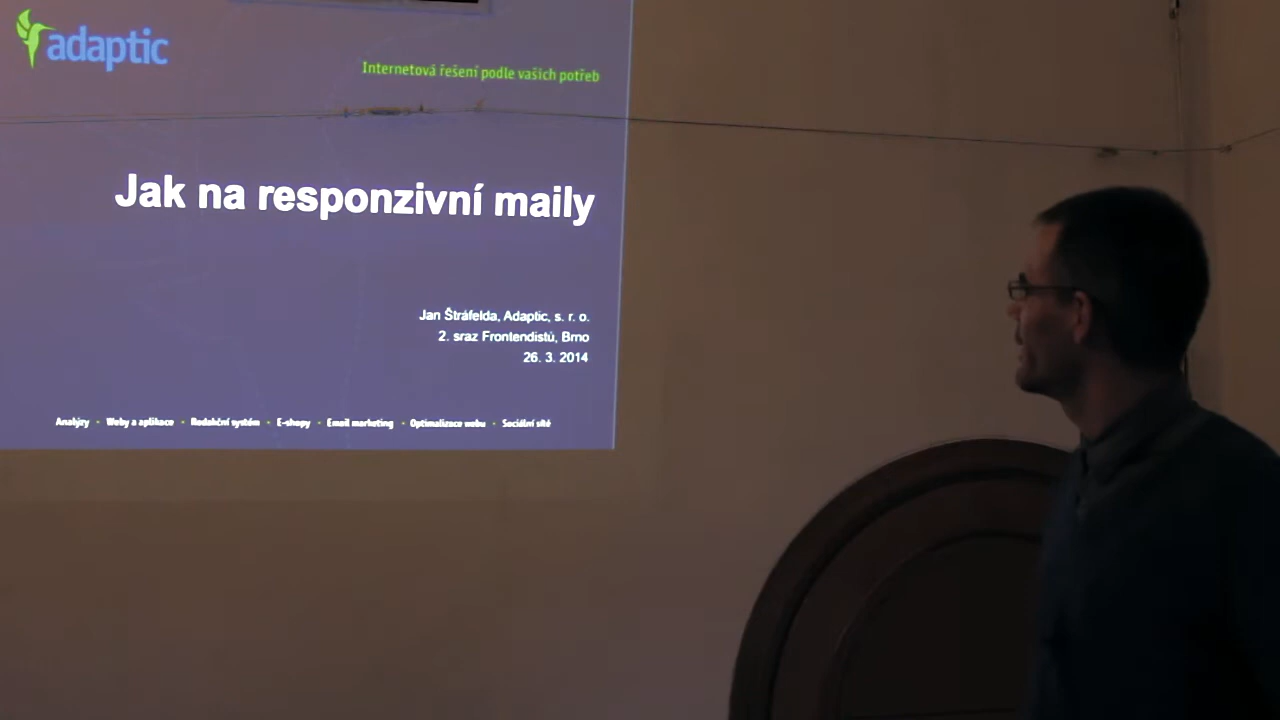 adaptic
Internetová řešení podle vašich potřeb
Jak na responzivní maily
Jan Štráfelda, Adaptic, s. r. o.
2. sraz Frontendistů, Brno
26. 3. 2014
Analýzy • Weby a aplikace • Redakční systém • E-shopy • Email marketing • Optimalizace webu • Sociální sítě